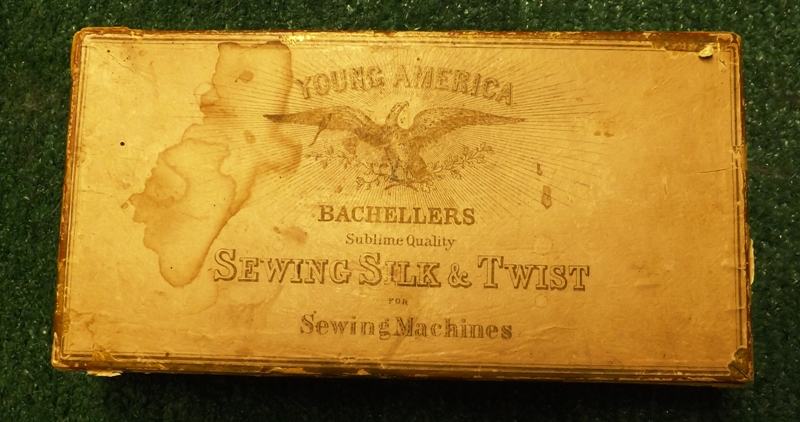 YOUNG AMERICA
BACHELLERS
Sublime Quality
SEWING SILK & TWIST
FOR
Sewing Machines